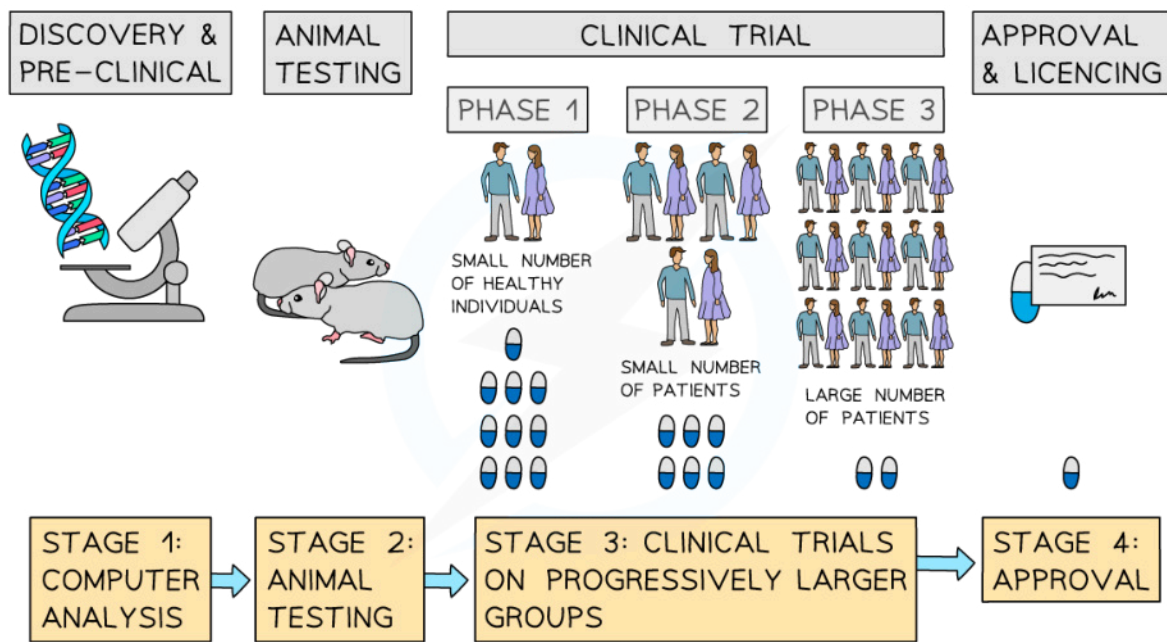 DISCOVERY &
PRE-CLINICAL
ANIMAL
TESTING
CLINICAL TRIAL
APPROVAL
& LICENCING
PHASE 1
PHASE 2
PHASE 3
SMALL NUMBER
OF HEALTHY
INDIVIDUALS
SMALL NUMBER
OF PATIENTS
LARGE NUMBER
OF PATIENTS
STAGE 1:
COMPUTER
ANALYSIS
STAGE 2:
ANIMAL
TESTING
STAGE 3: CLINICAL TRIALS
ON PROGRESSIVELY LARGER
GROUPS
STAGE 4:
APPROVAL